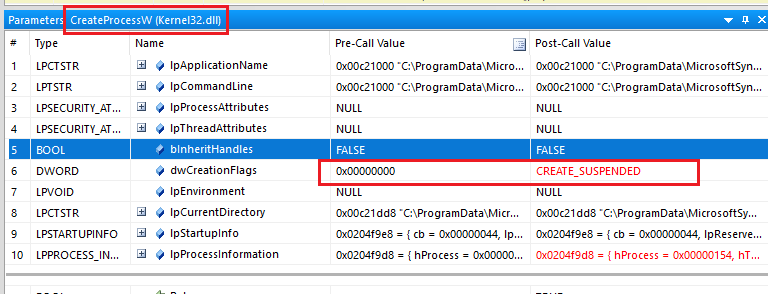 Parameters: CreateProcessW (Kernel32.dll)
# Type Name Pre-Call Value Post-Call Value
1 LPCTSTR lpApplicationName 0x00c21000 "C:\ProgramData\Micro... 0x00c21000 "C:\ProgramData\MicrosoftSyn...
2 LPTSTR lpCommandLine 0x00c21000 "C:\ProgramData\Micro... 0x00c21000 "C:\ProgramData\MicrosoftSyn...
3 LPSECURITY_AT... lpProcessAttributes NULL NULL
4 LPSECURITY_AT... lpThreadAttributes NULL NULL
5 BOOL bInheritHandles FALSE FALSE
6 DWORD dwCreationFlags 0x00000000 CREATE_SUSPENDED
7 LPVOID lpEnvironment NULL NULL
8 LPCTSTR lpCurrentDirectory 0x00c21dd8 "C:\ProgramData\Micro... 0x00c21dd8 "C:\ProgramData\MicrosoftSy...
9 LPSTARTUPINFO lpStartupInfo 0x0204f9e8 = { cb = 0x00000044, lp... 0x0204f9e8 = { cb = 0x00000044, lpReserve...
10 LPPROCESS_IN... lpProcessInformation 0x0204f9d8 = { hProcess = 0x00000... 0x0204f9d8 = { hProcess = 0x00000154, hT...